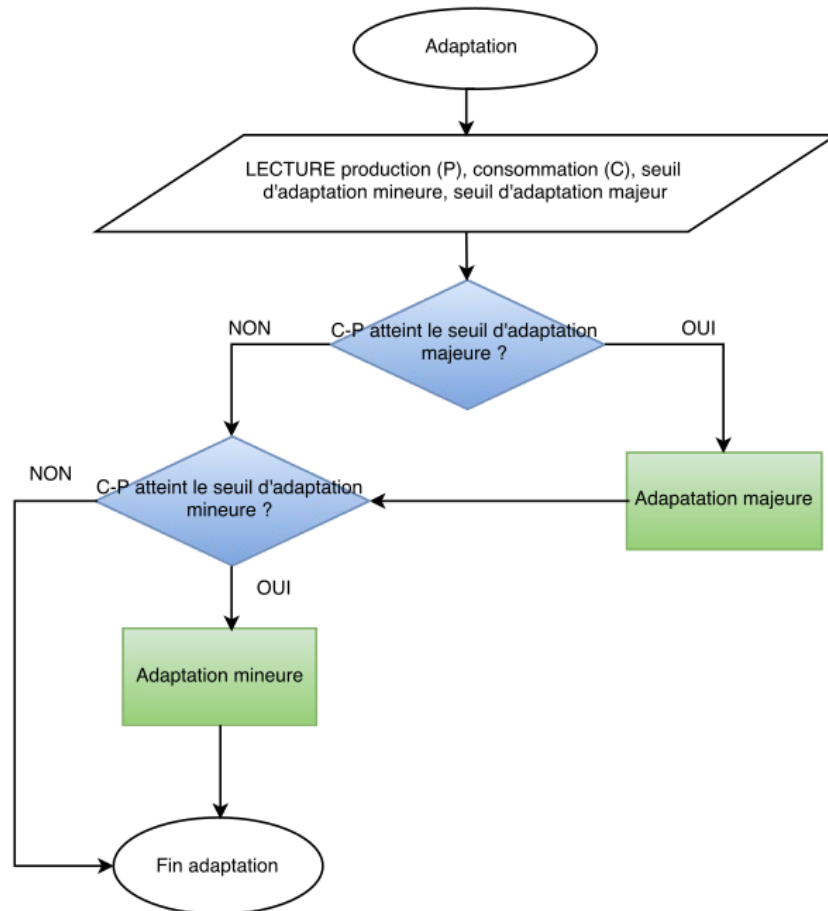 Adaptation
LECTURE production (P), consommation (C), seuil
d'adaptation mineure, seuil d'adaptation majeur
NON
C-P atteint le seuil d'adaptation
majeure ?
OUI
NON
C-P atteint le seuil d'adaptation
mineure ?
Adapatation majeure
OUI
Adaptation mineure
Fin adaptation